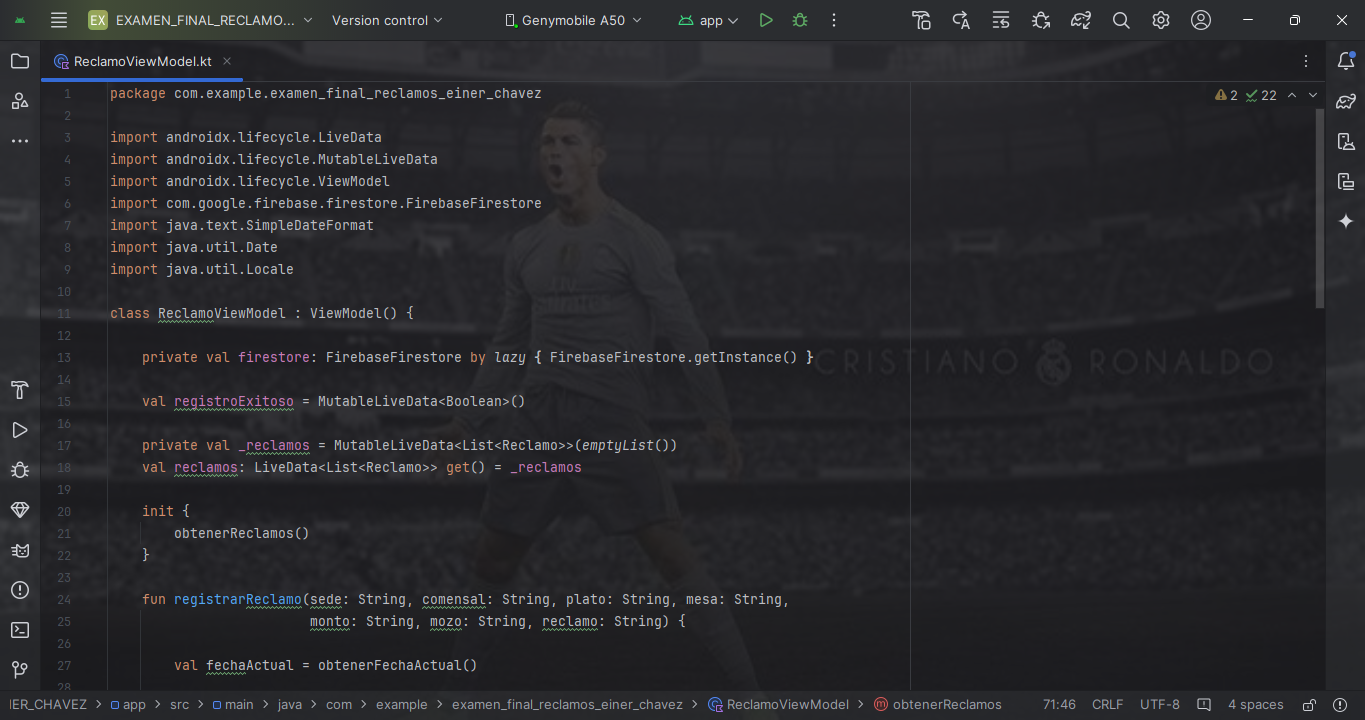 EX EXAMEN_FINAL_RECLAMO... Version control Genymobile A50 app
ReclamoViewModel.kt
2 22
1 package com.example.examen_final_reclamos_einer_chavez
2
3 import androidx.lifecycle.LiveData
4 import androidx.lifecycle.MutableLiveData
5 import androidx.lifecycle.ViewModel
6 import com.google.firebase.firestore.FirebaseFirestore
7 import java.text.SimpleDateFormat
8 import java.util.Date
9 import java.util.Locale
10
11 class ReclamoViewModel : ViewModel() {
12
13 private val firestore: FirebaseFirestore by lazy { FirebaseFirestore.getInstance() }
CRISTIANO RONALDO
14
15 val registroExitoso = MutableLiveData<Boolean>()
16
17 private val _reclamos = MutableLiveData<List<Reclamo>>(emptyList())
18 val reclamos: LiveData<List<Reclamo>> get() = _reclamos
19
20 init {
21 obtenerReclamos()
22 }
23
24 fun registrarReclamo(sede: String, comensal: String, plato: String, mesa: String,
25 monto: String, mozo: String, reclamo: String) {
26
27 val fechaActual = obtenerFechaActual()
28
IER_CHAVEZ > app > src > main > java > com > example > examen_final_reclamos_einer_chavez > ReclamoViewModel > obtenerReclamos 71:46 CRLF UTF-8 4 spaces